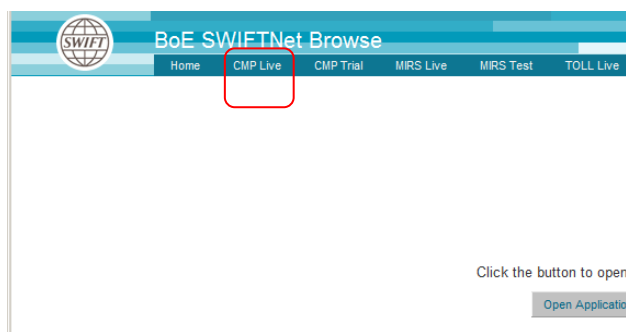 SWIFT
BoE SWIFTNet Browse
Home CMP Live CMP Trial MIRS Live MIRS Test TOLL Live
Click the button to open
Open Applicatio